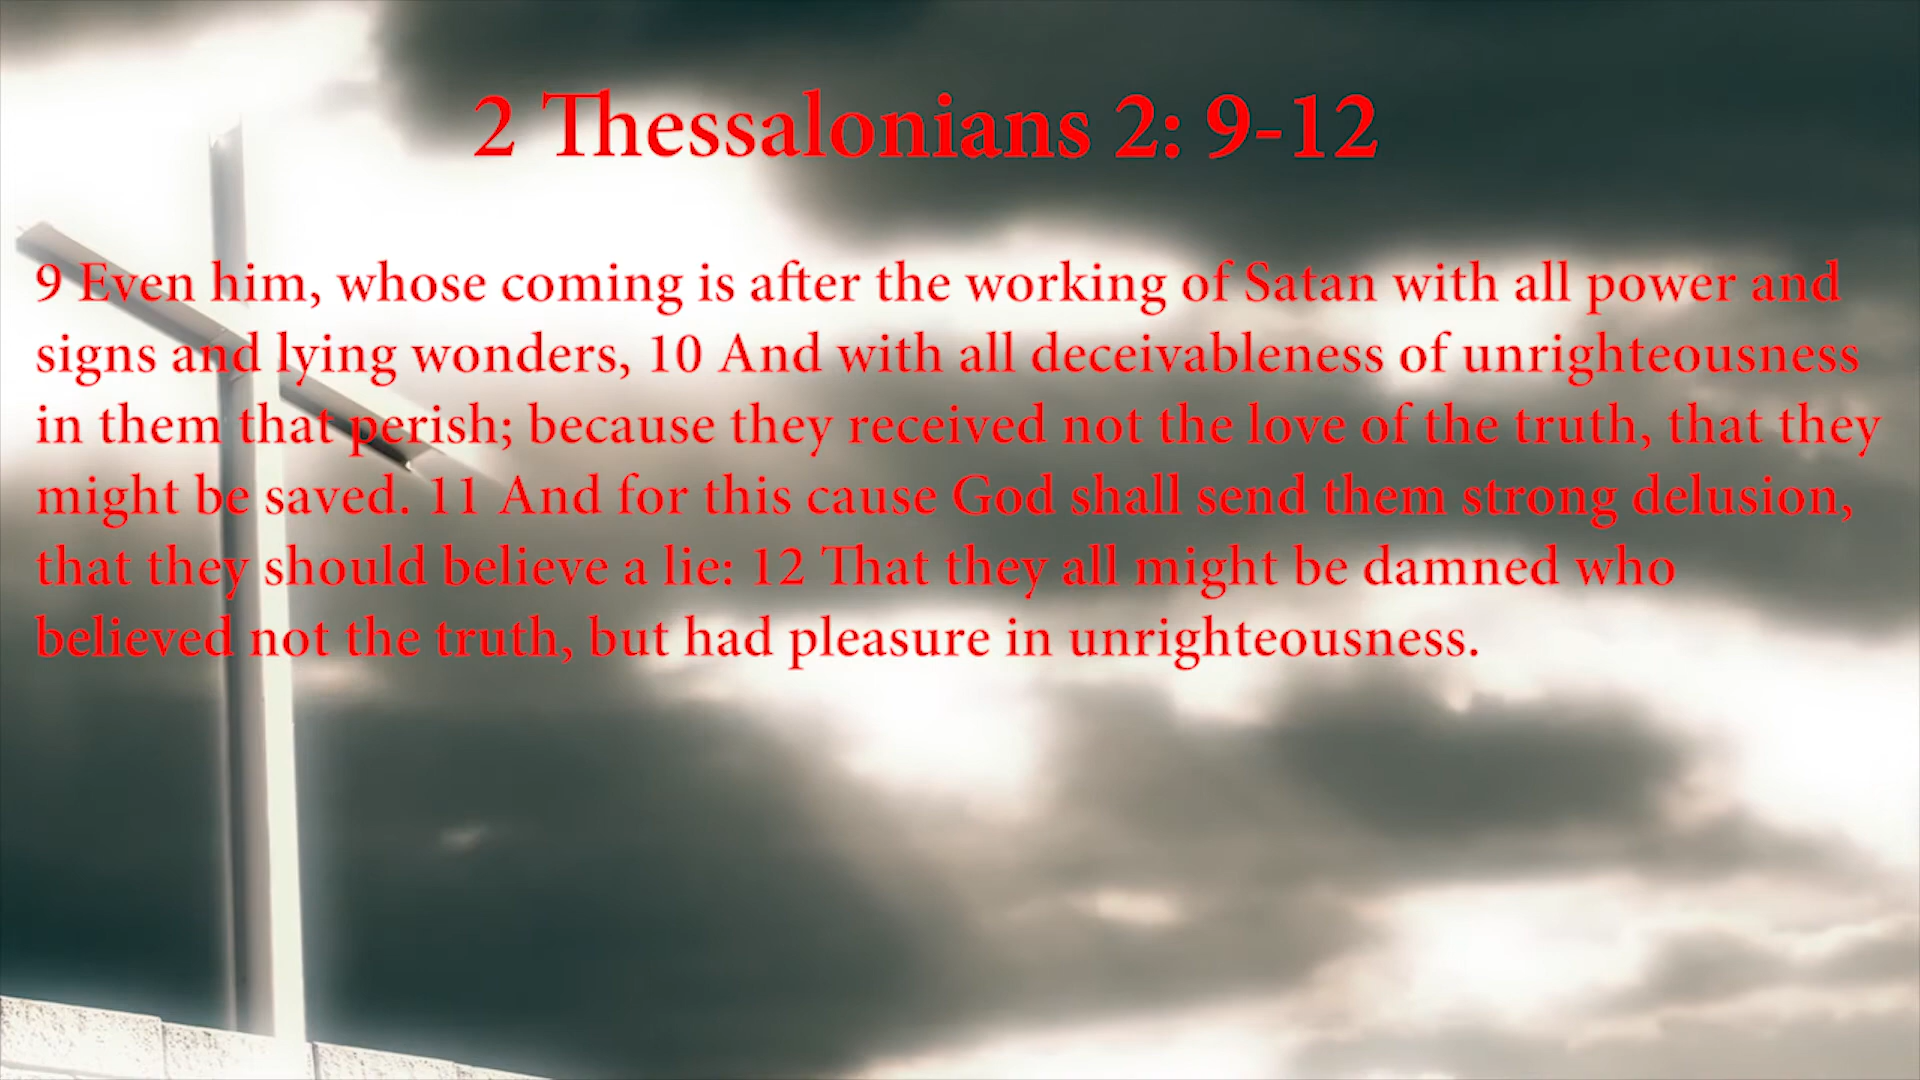 2 Thessalonians 2: 9-12
9 Even him, whose coming is after the working of Satan with all power and
signs and lying wonders, 10 And with all deceivableness of unrighteousness
in them that perish; because they received not the love of the truth, that they
might be saved. 11 And for this cause God shall send them strong delusion,
that they should believe a lie: 12 That they all might be damned who
believed not the truth, but had pleasure in unrighteousness.